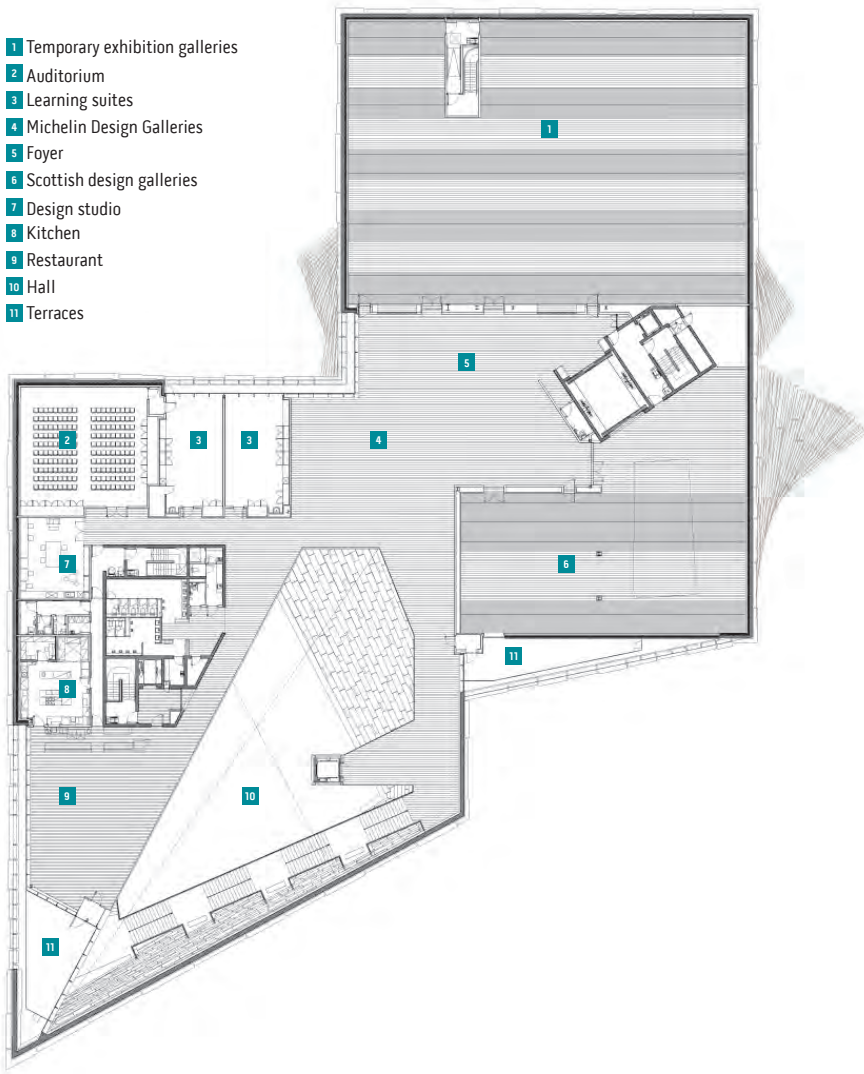 1 Temporary exhibition galleries
2 Auditorium
3 Learning suites
4 Michelin Design Galleries
5 Foyer
6 Scottish design galleries
7 Design studio
8 Kitchen
9 Restaurant
10 Hall
11 Terraces
1
5
2
3
3
4
7
6
11
8
9
10
11